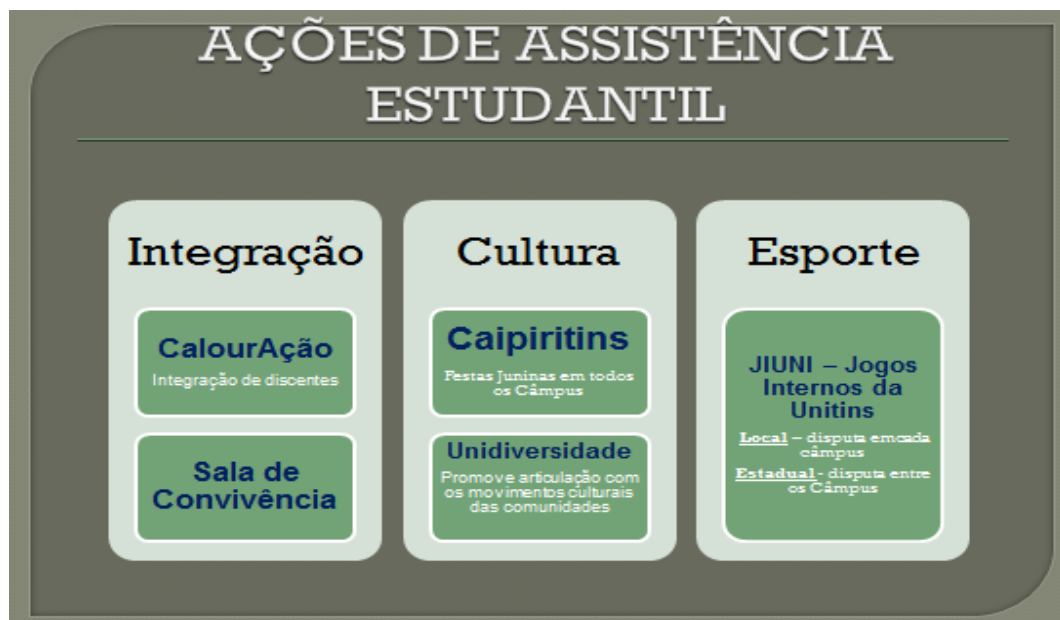 AÇÕES DE ASSISTÊNCIA
ESTUDANTIL
Integração
CalourAção
Integração de discentes
Sala de
Convivência
Cultura
Caipiritins
Festas Juninas em todos
os Câmpus
Unidiversidade
Promove articulação com
os movimentos culturais
das comunidades
Esporte
JIUNI – Jogos
Internos da
Unitins
Local – disputa emcada
câmpus
Estadual- disputa entre
os Câmpus